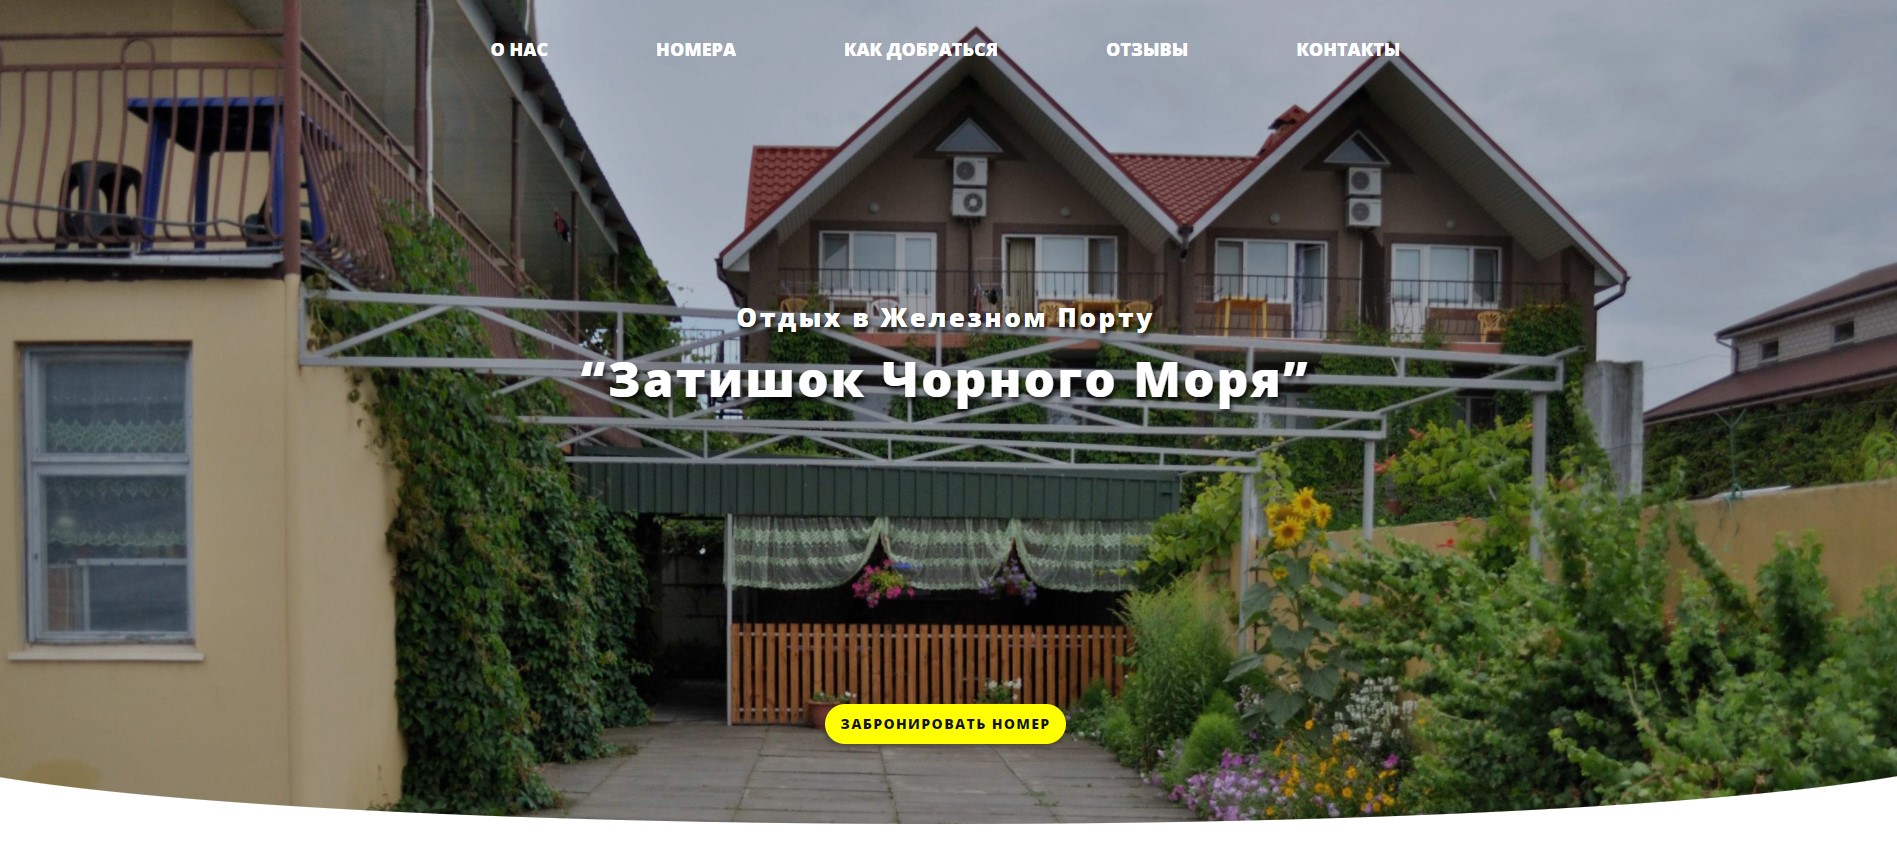 О НАС
НОМЕРА
КАК ДОБРАТЬСЯ
ОТЗЫВЫ
КОНТАКТЫ
Отдых в Железном Порту
“Затишок Чорного Моря”
ЗАБРОНИРОВАТЬ НОМЕР